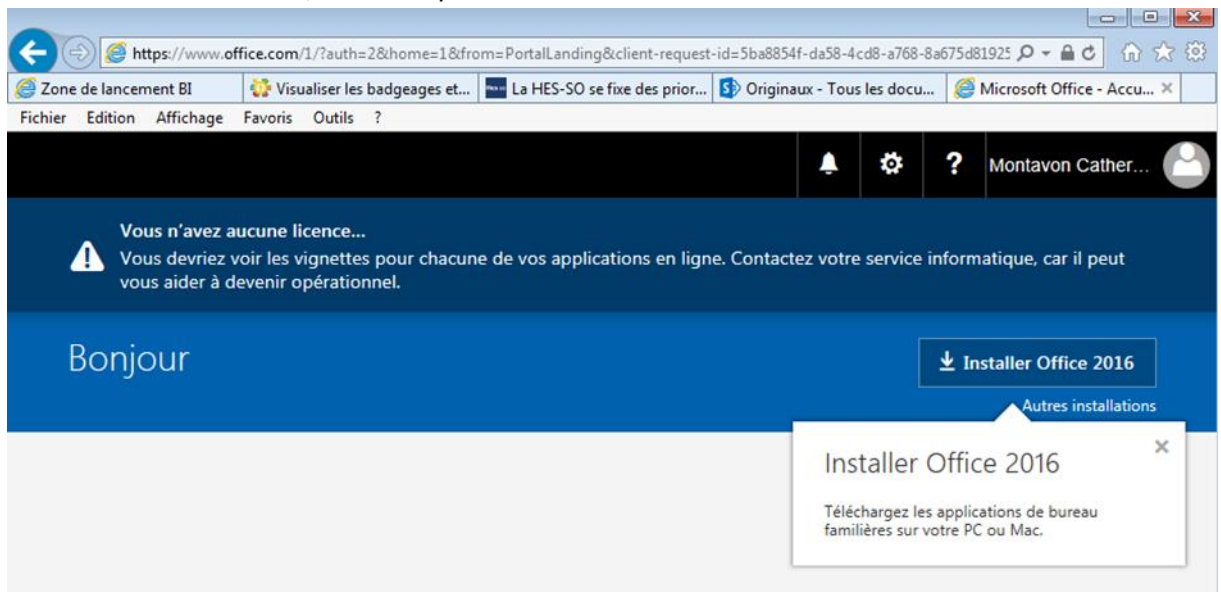 https://www.office.com/1/?auth=2&home=1&from=PortalLanding&client-request-id=5ba8854f-da58-4cd8-a768-8a675d81925
Zone de lancement BI
Visualiser les badgeages et...
La HES-SO se fixe des prior...
Originaux - Tous les docu...
Microsoft Office - Accu...
Fichier Edition Affichage Favoris Outils ?
? Montavon Cather...
Vous n'avez aucune licence...
Vous devriez voir les vignettes pour chacune de vos applications en ligne. Contactez votre service informatique, car il peut
vous aider à devenir opérationnel.
Bonjour
Installer Office 2016
Autres installations
Installer Office 2016
Téléchargez les applications de bureau
familières sur votre PC ou Mac.